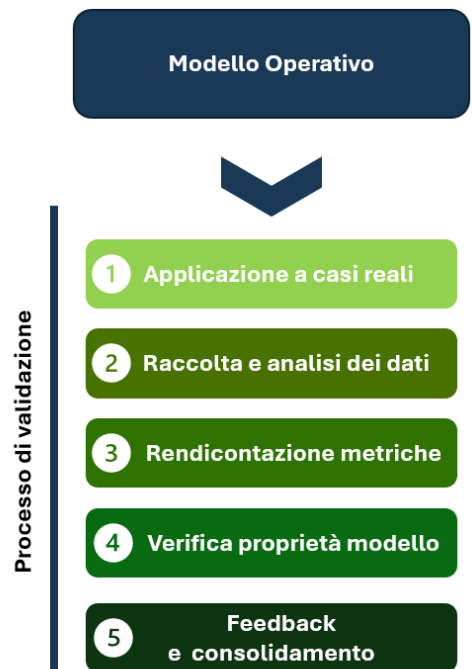 Modello Operativo
Processo di validazione
1 Applicazione a casi reali
2 Raccolta e analisi dei dati
3 Rendicontazione metriche
4 Verifica proprietà modello
5 Feedback
e consolidamento